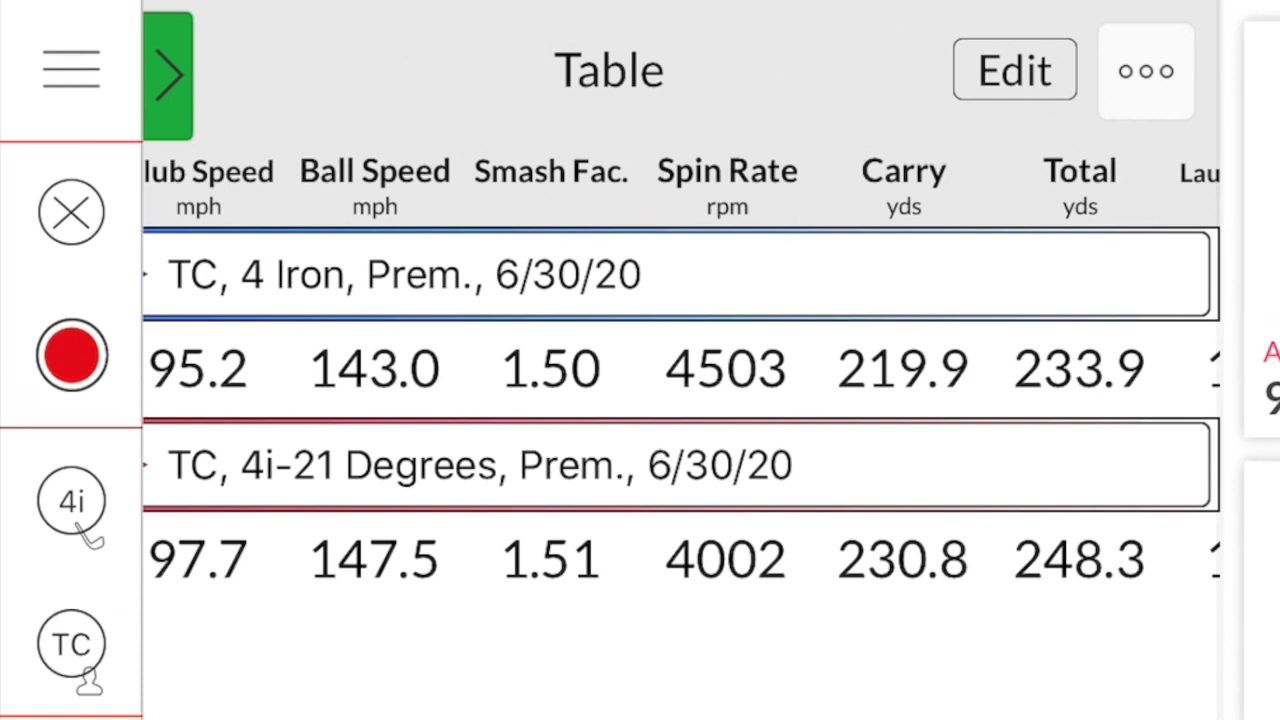 Table
Edit
lub Speed Ball Speed Smash Fac. Spin Rate Carry Total Lau
mph mph rpm yds yds
TC, 4 Iron, Prem., 6/30/20
95.2 143.0 1.50 4503 219.9 233.9
TC, 4i-21 Degrees, Prem., 6/30/20
97.7 147.5 1.51 4002 230.8 248.3
4i
TC
A
9